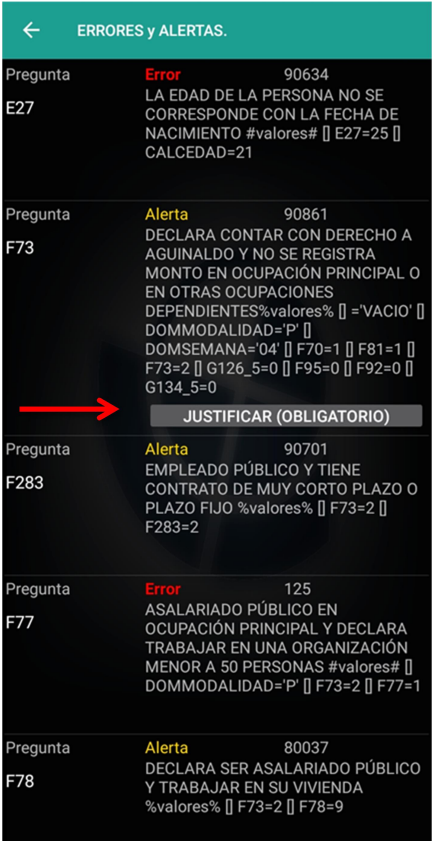 ERRORES y ALERTAS.
Pregunta Error 90634
E27
LA EDAD DE LA PERSONA NO SE
CORRESPONDE CON LA FECHA DE
NACIMIENTO #valores# [] E27=25 []
CALCEDAD=21
Pregunta Alerta 90861
F73
DECLARA CONTAR CON DERECHO A
AGUINALDO Y NO SE REGISTRA
MONTO EN OCUPACIÓN PRINCIPAL O
EN OTRAS OCUPACIONES
DEPENDIENTES%valores% [] ='VACIO' []
DOMMODALIDAD='P' []
DOMSEMANA='04' [] F70=1 [] F81=1 []
F73=2 [] G126_5=0 [] F95=0 [] F92=0 []
G134_5=0
JUSTIFICAR (OBLIGATORIO)
Pregunta Alerta 90701
F283
EMPLEADO PÚBLICO Y TIENE
CONTRATO DE MUY CORTO PLAZO O
PLAZO FIJO %valores% [] F73=2 []
F283=2
Pregunta Error 125
F77
ASALARIADO PÚBLICO EN
OCUPACIÓN PRINCIPAL Y DECLARA
TRABAJAR EN UNA ORGANIZACIÓN
MENOR A 50 PERSONAS #valores# []
DOMMODALIDAD='P' [] F73=2 [] F77=1
Pregunta Alerta 80037
F78
DECLARA SER ASALARIADO PÚBLICO
Y TRABAJAR EN SU VIVIENDA
%valores% [] F73=2 [] F78=9